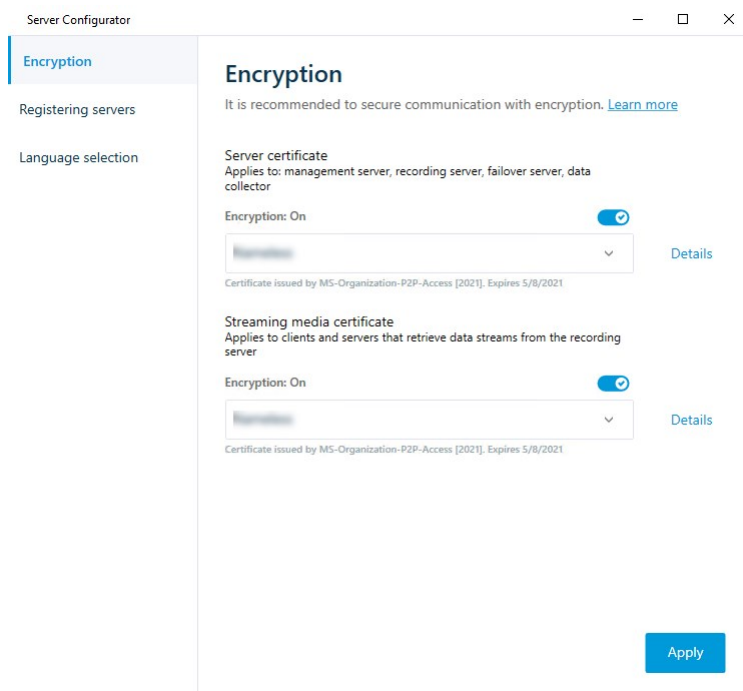 Server Configurator
Encryption
Registering servers
Language selection
Encryption
It is recommended to secure communication with encryption. Learn more
Server certificate
Applies to: management server, recording server, failover server, data
collector
Encryption: On
Details
Certificate issued by MS-Organization-P2P-Access [2021]. Expires 5/8/2021
Streaming media certificate
Applies to clients and servers that retrieve data streams from the recording
server
Encryption: On
Details
Certificate issued by MS-Organization-P2P-Access [2021]. Expires 5/8/2021
Apply